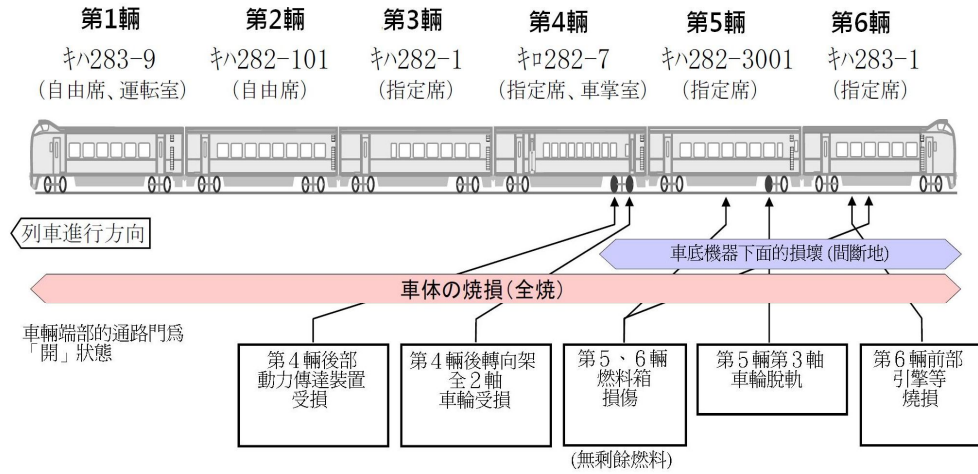 第1輛
第2輛
第3輛
第4輛
第5輛
第6輛
ｷﾊ283-9
ｷﾊ282-101
ｷﾊ282-1
ｷﾛ282-7
ｷﾊ282-3001
ｷﾊ283-1
(自由席、運転室)
(自由席)
(指定席)
(指定席、車掌室)
(指定席)
(指定席)
列車進行方向
車底機器下面的損壞(間斷地)
車体の焼損(全焼)
車輛端部的通路門爲
「開」狀態
第４輛後部
動力傳達裝置
受損
第４輛後轉向架
全２軸
車輪受損
第５、６輛
燃料箱
損傷
(無剩餘燃料)
第５輛第３軸
車輪脫軌
第６輛前部
引擎等
燒損